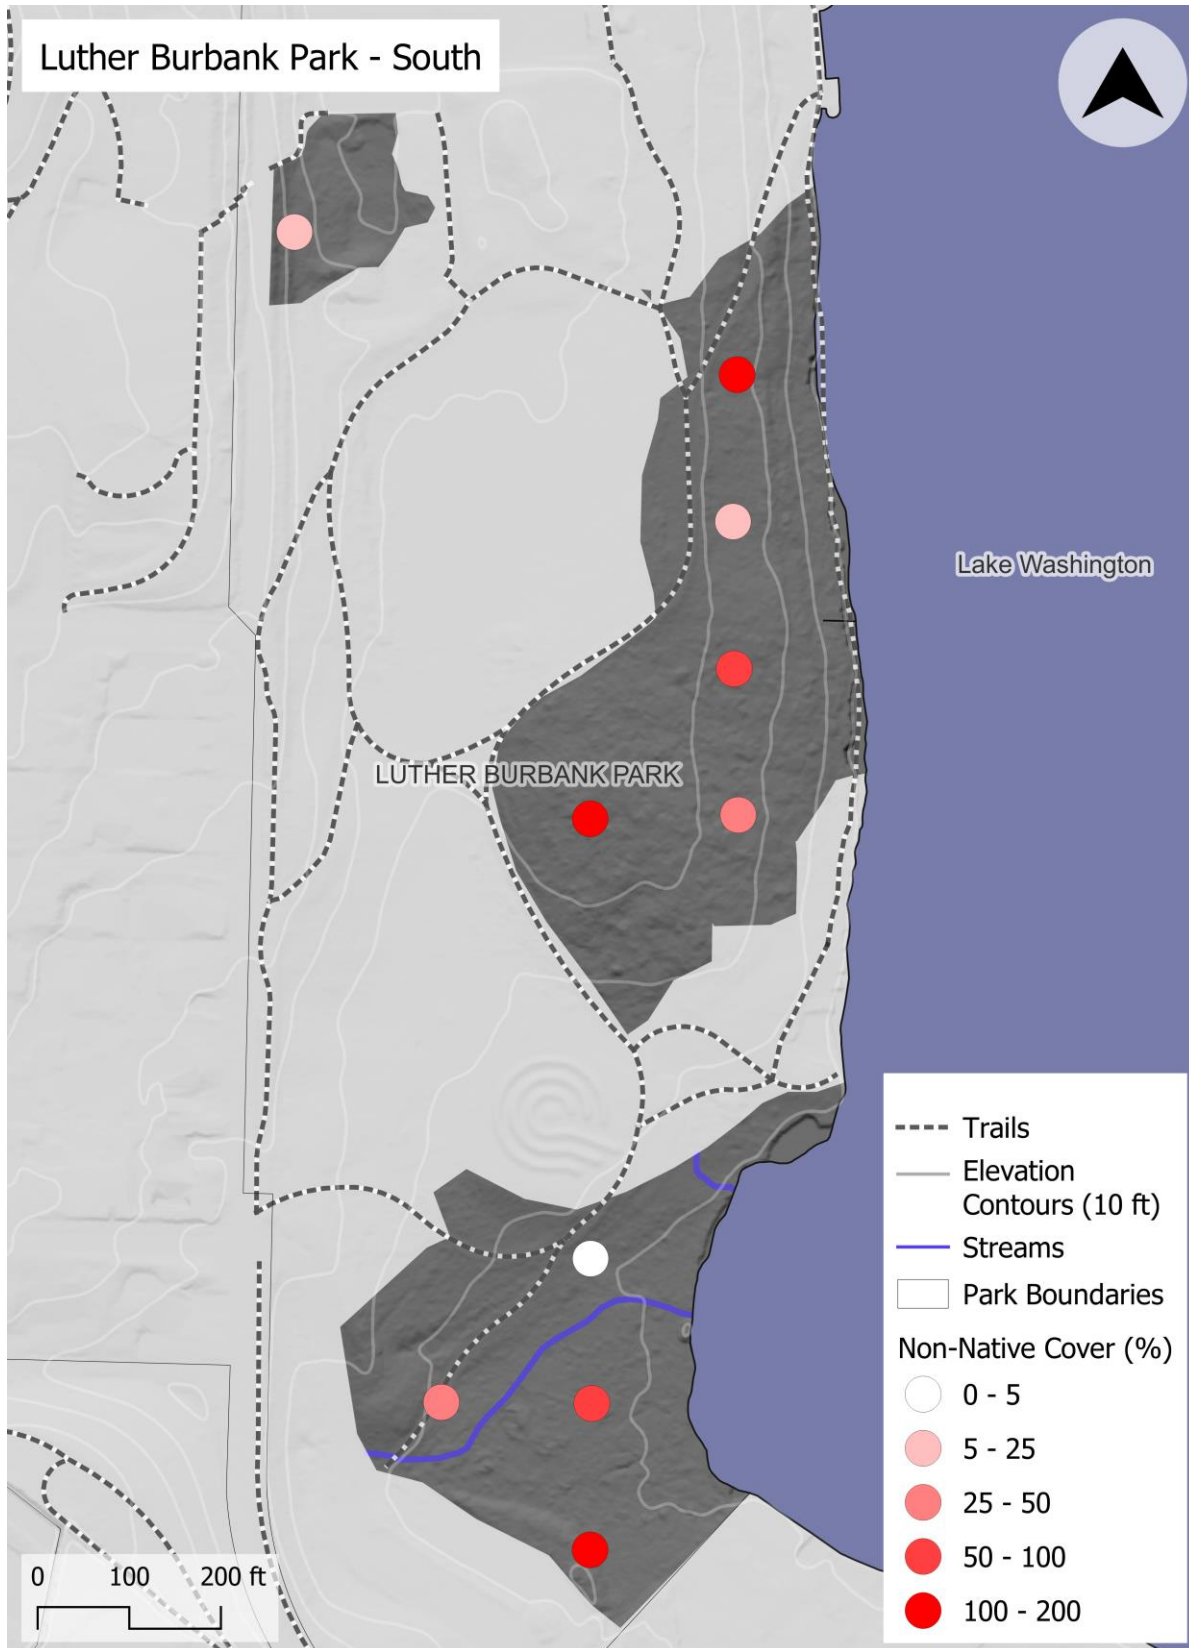 Luther Burbank Park - South
Lake Washington
LUTHER BURBANK PARK
Trails
Elevation
Contours (10 ft)
Streams
Park Boundaries
Non-Native Cover (%)
0 - 5
5 - 25
25 - 50
50 - 100
100 - 200
0 100 200 ft